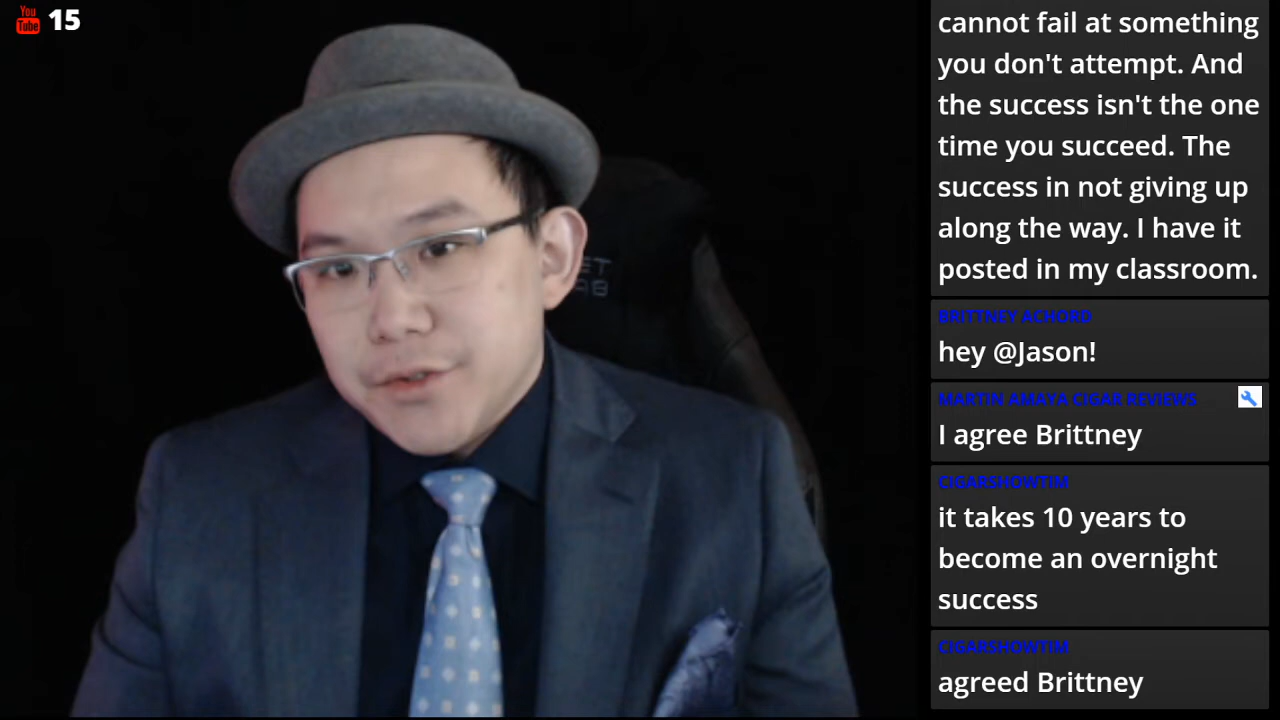 You
Tube 15
cannot fail at something
you don't attempt. And
the success isn't the one
time you succeed. The
success in not giving up
along the way. I have it
posted in my classroom.
BRITTNEY ACHORD
hey @Jason!
MARTIN AMAYA CIGAR REVIEWS
I agree Brittney
CIGARSHOWTIM
it takes 10 years to
become an overnight
success
CIGARSHOWTIM
agreed Brittney